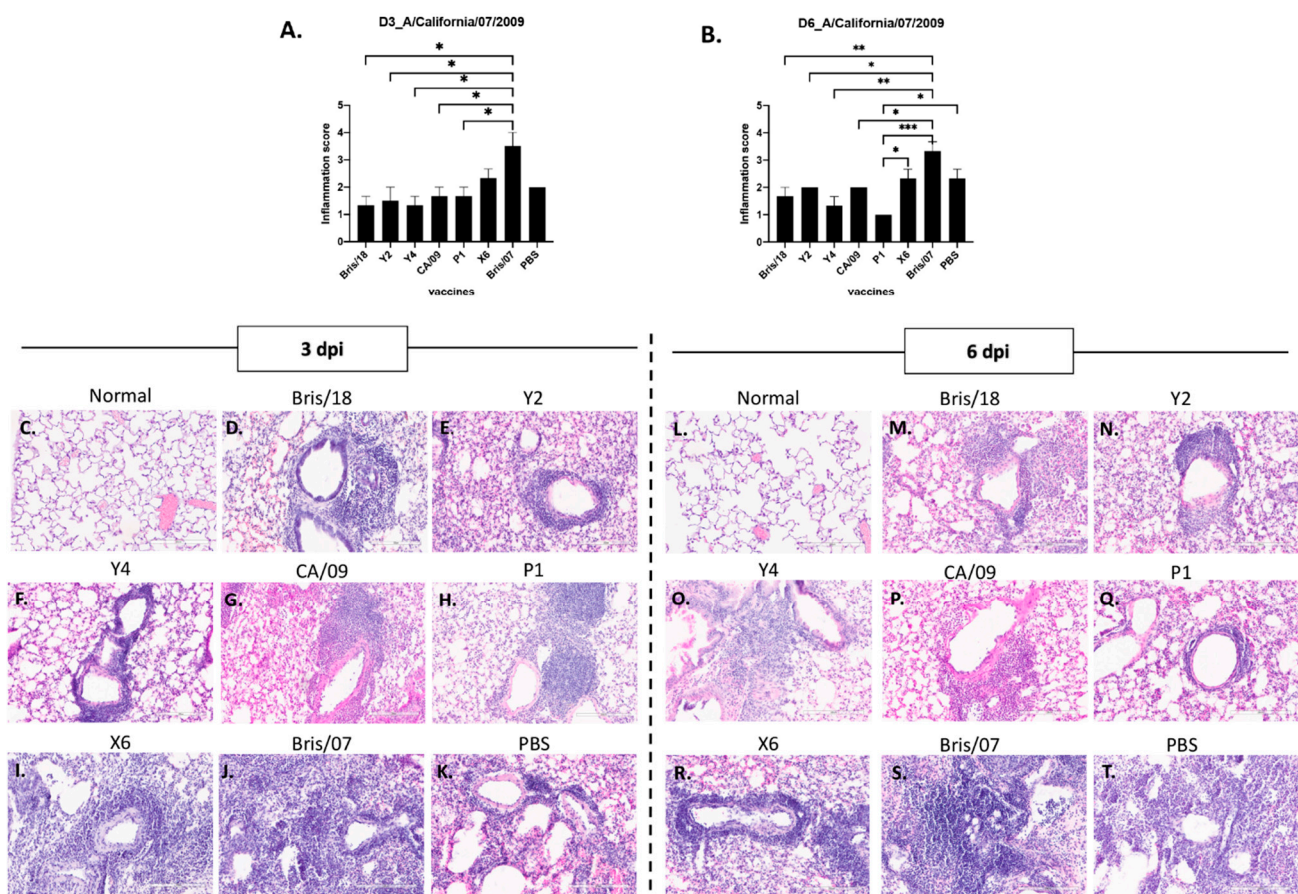 A.
D3_A/California/07/2009
*
*
*
*
*
Inflammation score
5
4
3
2
1
0
Bris/18
Y2
Y4
CA/09
P1
X6
Bris/07
PBS
vaccines
B.
D6_A/California/07/2009
**
*
**
*
*
***
*
Inflammation score
5
4
3
2
1
0
Bris/18
Y2
Y4
CA/09
P1
X6
Bris/07
PBS
vaccines
3 dpi
Normal Bris/18 Y2
C. D. E.
Y4 CA/09 P1
F. G. H.
X6 Bris/07 PBS
I. J. K.
6 dpi
Normal Bris/18 Y2
L. M. N.
Y4 CA/09 P1
O. P. Q.
X6 Bris/07 PBS
R. S. T.